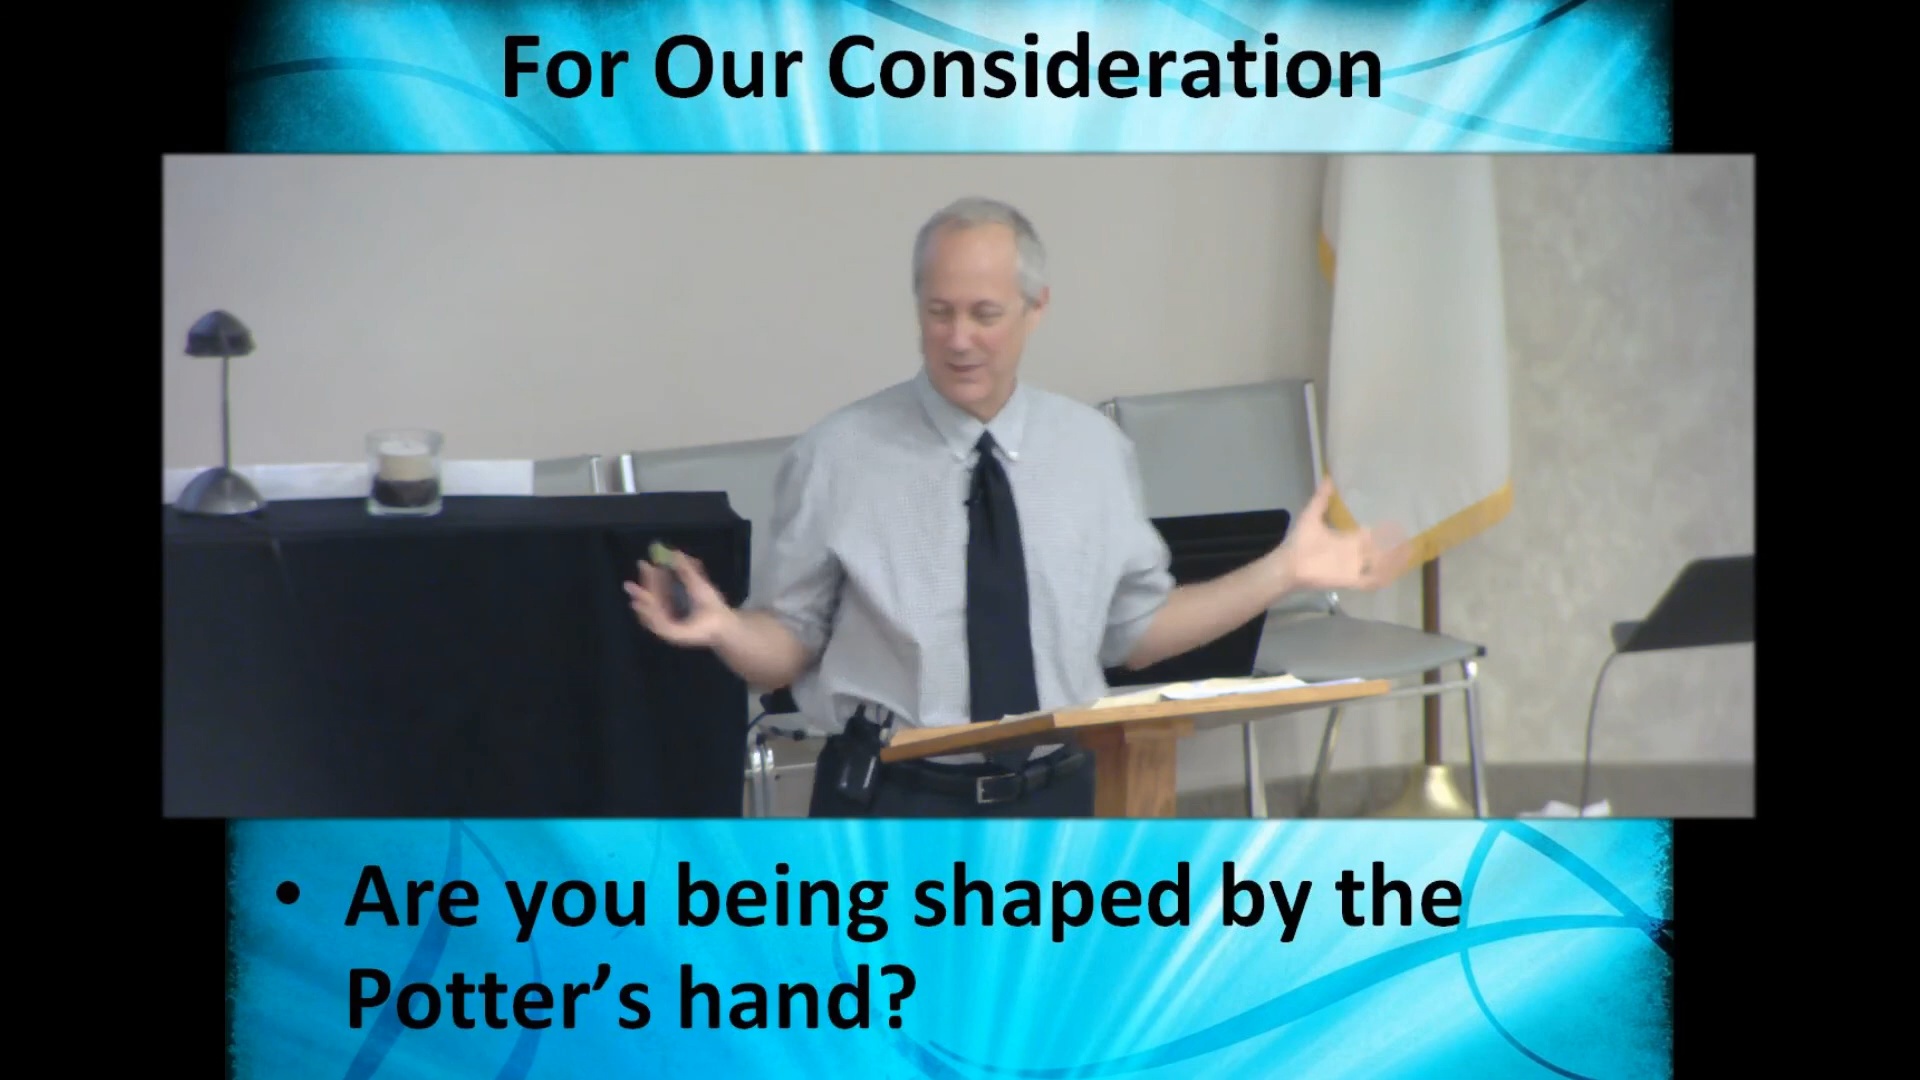 For Our Consideration
• Are you being shaped by the
Potter’s hand?